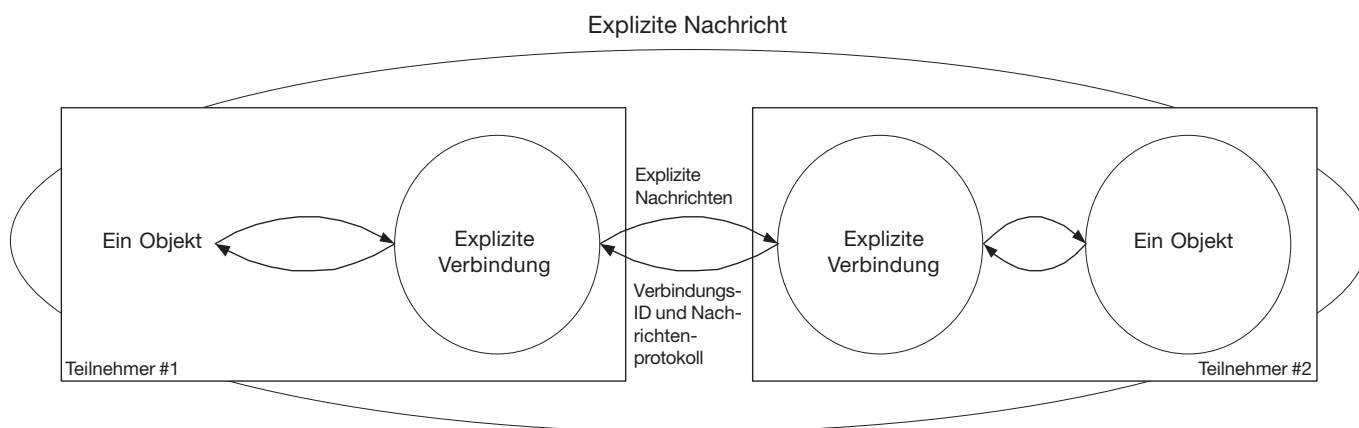 Explizite Nachricht
Ein Objekt
Explizite
Verbindung
Teilnehmer #1
Explizite
Nachrichten
Verbindungs-
ID und Nach-
richten-
protokoll
Explizite
Verbindung
Ein Objekt
Teilnehmer #2